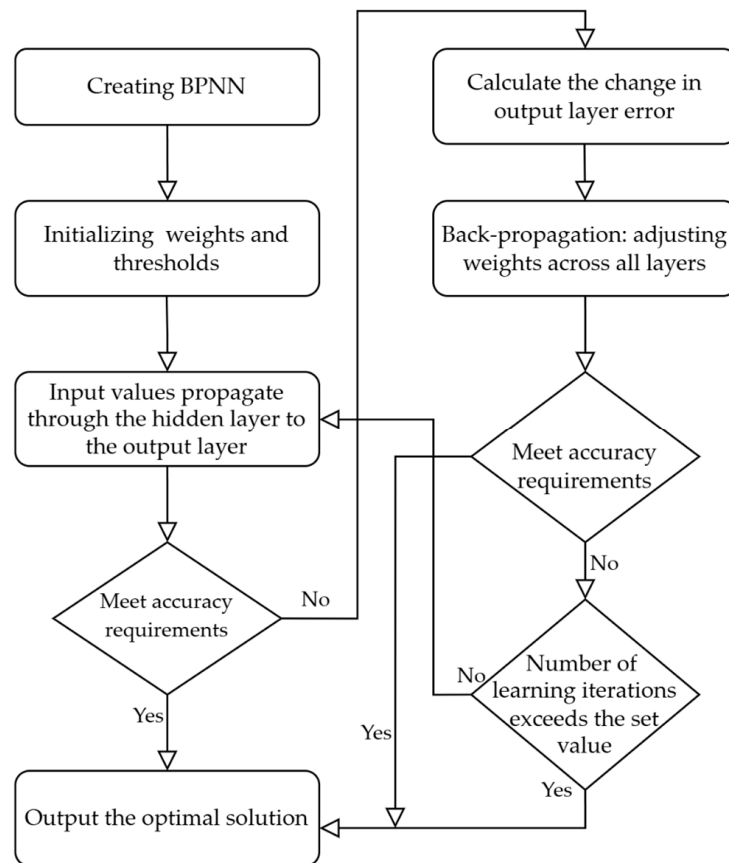 Creating BPNN
Initializing weights and
thresholds
Input values propagate
through the hidden layer to
the output layer
Meet accuracy
requirements
No
Yes
Output the optimal solution
Calculate the change in
output layer error
Back-propagation: adjusting
weights across all layers
Meet accuracy
requirements
No
Yes
Number of
learning iterations
exceeds the set
value
No
Yes